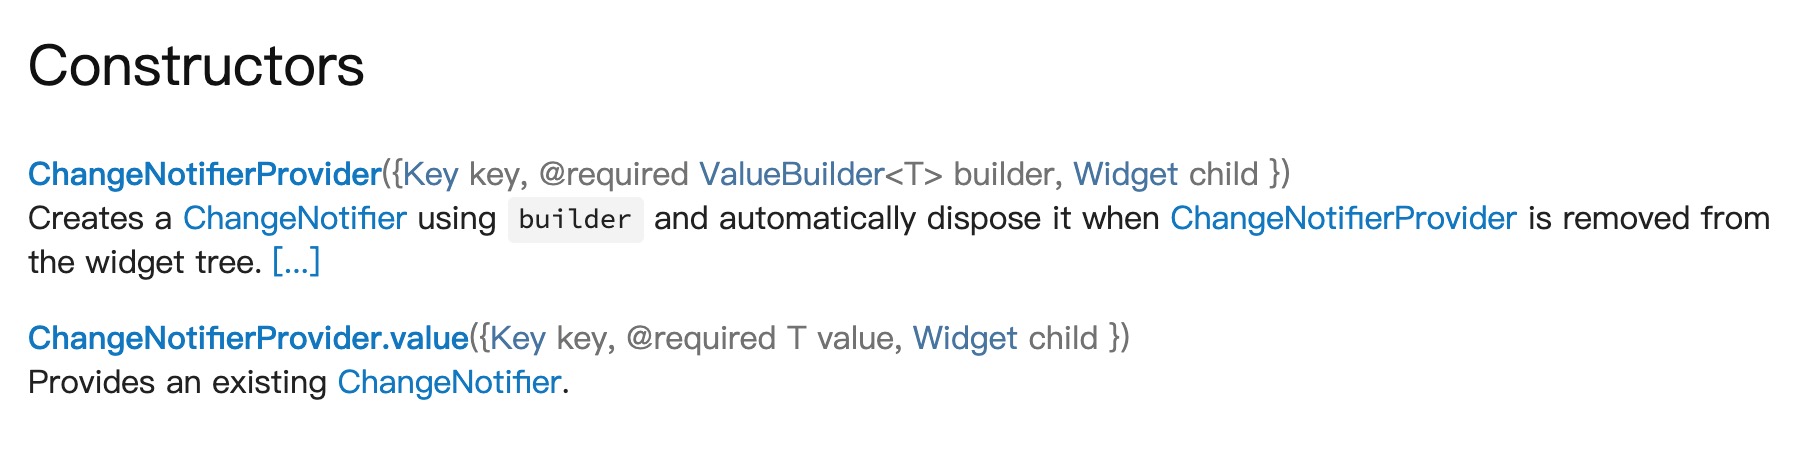 Constructors
ChangeNotifierProvider({Key key, @required ValueBuilder<T> builder, Widget child })
Creates a ChangeNotifier using builder and automatically dispose it when ChangeNotifierProvider is removed from
the widget tree. [...]
ChangeNotifierProvider.value({Key key, @required T value, Widget child })
Provides an existing ChangeNotifier.